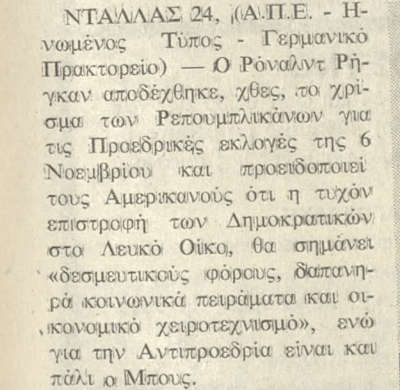 ΝΤΑΛΛΑΣ 24, (Α.Π.Ε. - Η-
νωμένος Τύπος - Γερμανικό
Πρακτορείο) — Ο Ρόναλντ Ρή-
γκαν αποδέχθηκε, χθες, το χρί-
σμα των Ρεπουμπλικάνων για
τις Προεδρικές εκλογές της 6
Νοεμβρίου και προειδοποιεί
τους Αμερικανούς ότι η τυχόν
επιστροφή των Δημοκρατικών
στο Λευκό Οίκο, θα σημάνει
«δεσμευτικούς φόρους, δαπανη-
ρά κοινωνικά πειράματα και οι-
κονομικό χειροτεχνισμό», ενώ
για την Αντιπροεδρία είναι και
πάλι ο Μπους.